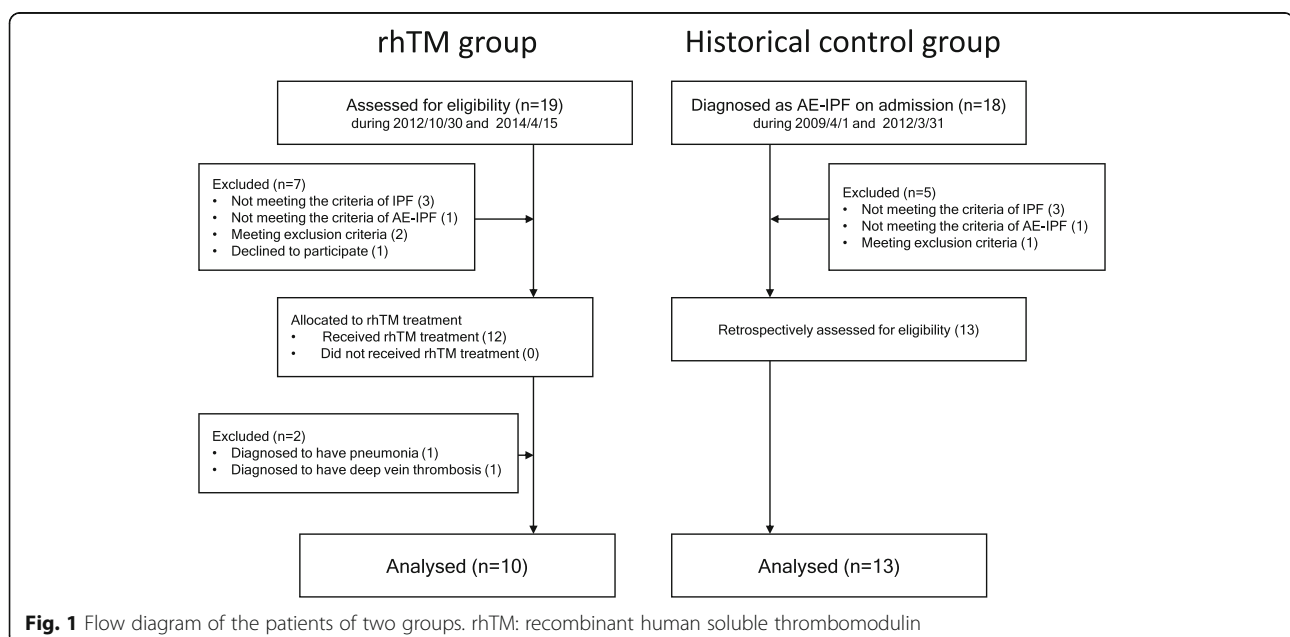 rhTM group
Assessed for eligibility (n=19)
during 2012/10/30 and 2014/4/15
Excluded (n=7)
• Not meeting the criteria of IPF (3)
• Not meeting the criteria of AE-IPF (1)
• Meeting exclusion criteria (2)
• Declined to participate (1)
Allocated to rhTM treatment
• Received rhTM treatment (12)
• Did not received rhTM treatment (0)
Excluded (n=2)
• Diagnosed to have pneumonia (1)
• Diagnosed to have deep vein thrombosis (1)
Analysed (n=10)
Historical control group
Diagnosed as AE-IPF on admission (n=18)
during 2009/4/1 and 2012/3/31
Excluded (n=5)
• Not meeting the criteria of IPF (3)
• Not meeting the criteria of AE-IPF (1)
• Meeting exclusion criteria (1)
Retrospectively assessed for eligibility (13)
Analysed (n=13)
Fig. 1 Flow diagram of the patients of two groups. rhTM: recombinant human soluble thrombomodulin